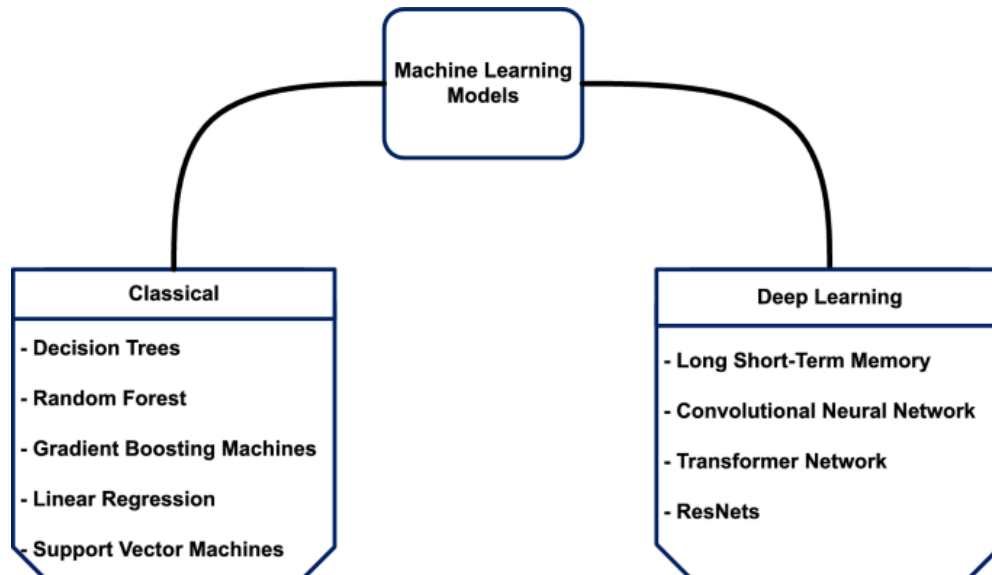 Machine Learning
Models
Classical
- Decision Trees
- Random Forest
- Gradient Boosting Machines
- Linear Regression
- Support Vector Machines
Deep Learning
- Long Short-Term Memory
- Convolutional Neural Network
- Transformer Network
- ResNets